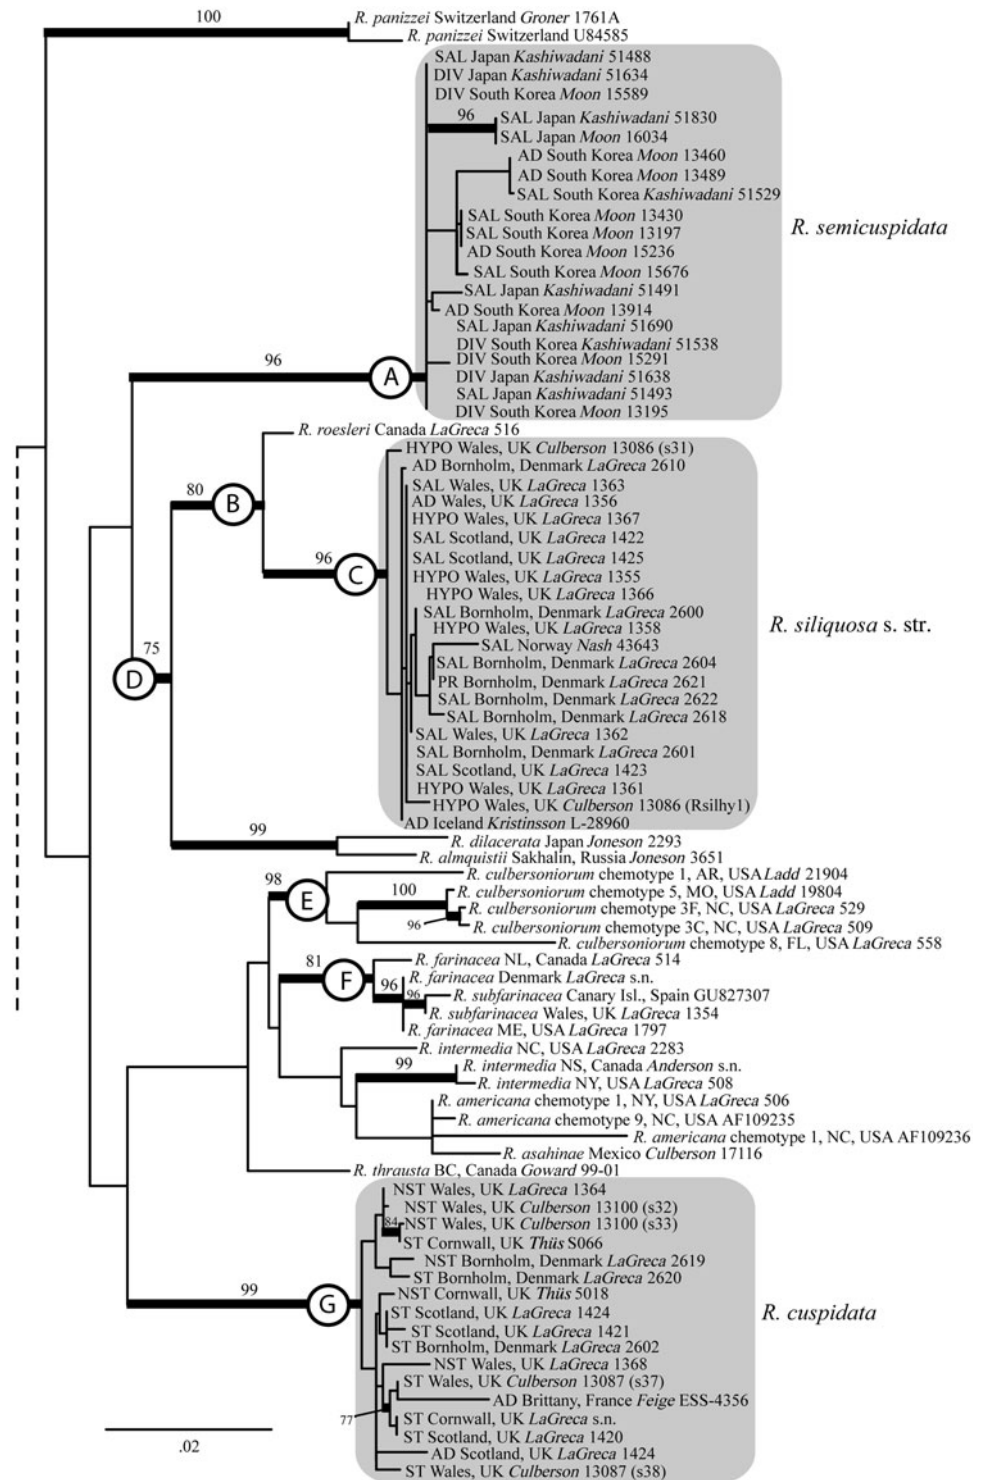 100
R. panizzei Switzerland Groner 1761A
R. panizzei Switzerland U84585
SAL Japan Kashiwadani 51488
DIV Japan Kashiwadani 51634
DIV South Korea Moon 15589
96
SAL Japan Kashiwadani 51830
SAL Japan Moon 16034
AD South Korea Moon 13460
AD South Korea Moon 13489
SAL South Korea Kashiwadani 51529
SAL South Korea Moon 13430
SAL South Korea Moon 13197
R. semicuspidata
AD South Korea Moon 15236
SAL South Korea Moon 15676
SAL Japan Kashiwadani 51491
AD South Korea Moon 13914
SAL Japan Kashiwadani 51690
DIV South Korea Kashiwadani 51538
DIV South Korea Moon 15291
96
A
DIV Japan Kashiwadani 51638
SAL Japan Kashiwadani 51493
DIV South Korea Moon 13195
R. roesleri Canada LaGreca 516
HYPO Wales, UK Culberson 13086 (s31)
AD Bornholm, Denmark LaGreca 2610
SAL Wales, UK LaGreca 1363
80
B
AD Wales, UK LaGreca 1356
HYPO Wales, UK LaGreca 1367
SAL Scotland, UK LaGreca 1422
SAL Scotland, UK LaGreca 1425
96
C
HYPO Wales, UK LaGreca 1355
HYPO Wales, UK LaGreca 1366
SAL Bornholm, Denmark LaGreca 2600
HYPO Wales, UK LaGreca 1358
R. siliquosa s. str.
SAL Norway Nash 43643
SAL Bornholm, Denmark LaGreca 2604
75
D
PR Bornholm, Denmark LaGreca 2621
SAL Bornholm, Denmark LaGreca 2622
SAL Bornholm, Denmark LaGreca 2618
SAL Wales, UK LaGreca 1362
SAL Bornholm, Denmark LaGreca 2601
SAL Scotland, UK LaGreca 1423
HYPO Wales, UK LaGreca 1361
HYPO Wales, UK Culberson 13086 (Rsilhy1)
AD Iceland Kristinsson L-28960
99
R. dilacerata Japan Joneson 2293
R. almquistii Sakhalin, Russia Joneson 3651
R. culbersoniorum chemotype 1, AR, USA Ladd 21904
98
E
100
R. culbersoniorum chemotype 5, MO, USA Ladd 19804
R. culbersoniorum chemotype 3F, NC, USA LaGreca 529
96
R. culbersoniorum chemotype 3C, NC, USA LaGreca 509
R. culbersoniorum chemotype 8, FL, USA LaGreca 558
81
F
R. farinacea NL, Canada LaGreca 514
R. farinacea Denmark LaGreca s.n.
96
96
R. subfarinacea Canary Isl., Spain GU827307
R. subfarinacea Wales, UK LaGreca 1354
R. farinacea ME, USA LaGreca 1797
R. intermedia NC, USA LaGreca 2283
99
R. intermedia NS, Canada Anderson s.n.
R. intermedia NY, USA LaGreca 508
R. americana chemotype 1, NY, USA LaGreca 506
R. americana chemotype 9, NC, USA AF109235
R. americana chemotype 1, NC, USA AF109236
R. asahinae Mexico Culberson 17116
R. thrausta BC, Canada Goward 99-01
NST Wales, UK LaGreca 1364
NST Wales, UK Culberson 13100 (s32)
84
NST Wales, UK Culberson 13100 (s33)
ST Cornwall, UK Thüs S066
NST Bornholm, Denmark LaGreca 2619
ST Bornholm, Denmark LaGreca 2620
99
G
NST Cornwall, UK Thüs 5018
ST Scotland, UK LaGreca 1424
R. cuspidata
ST Scotland, UK LaGreca 1421
ST Bornholm, Denmark LaGreca 2602
NST Wales, UK LaGreca 1368
ST Wales, UK Culberson 13087 (s37)
AD Brittany, France Feige ESS-4356
77
ST Cornwall, UK LaGreca s.n.
ST Scotland, UK LaGreca 1420
AD Scotland, UK LaGreca 1424
ST Wales, UK Culberson 13087 (s38)
.02